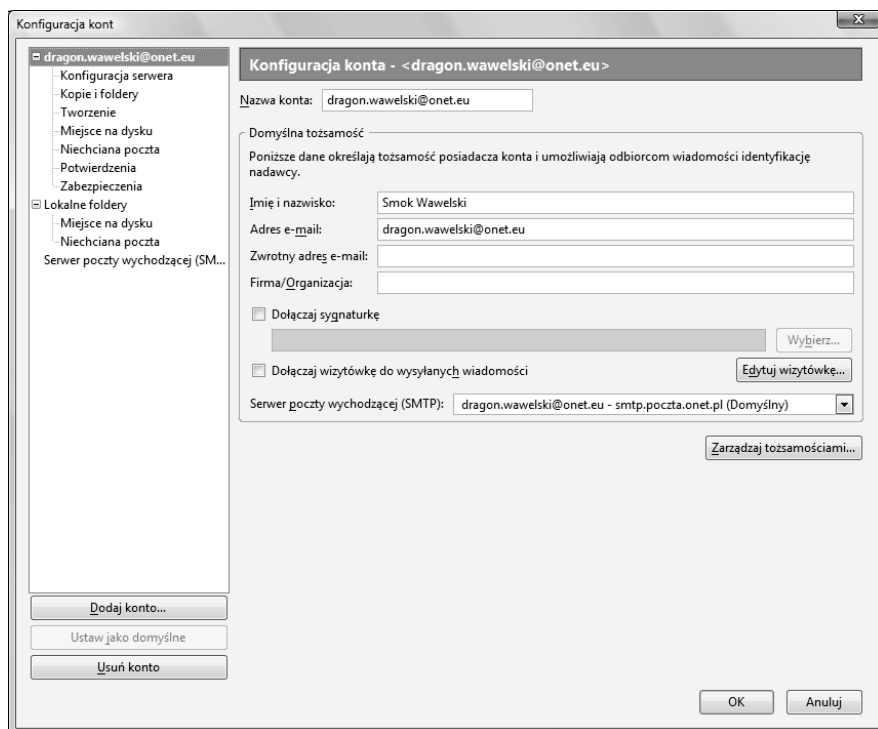 Konfiguracja kont
dragon.wawelski@onet.eu
Konfiguracja serwera
Kopie i foldery
Tworzenie
Miejsce na dysku
Niechciana poczta
Potwierdzenia
Zabezpieczenia
Lokalne foldery
Miejsce na dysku
Niechciana poczta
Serwer poczty wychodzącej (SM...
Dodaj konto...
Ustaw jako domyślne
Usuń konto
Konfiguracja konta - <dragon.wawelski@onet.eu>
Nazwa konta: dragon.wawelski@onet.eu
Domyślna tożsamość
Poniższe dane określają tożsamość posiadacza konta i umożliwiają odbiorcom wiadomości identyfikację
nadawcy.
Imię i nazwisko: Smok Wawelski
Adres e-mail: dragon.wawelski@onet.eu
Zwrotny adres e-mail:
Firma/Organizacja:
Dołączaj sygnaturkę
Wybierz...
Dołączaj wizytówkę do wysyłanych wiadomości Edytuj wizytówkę...
Serwer poczty wychodzącej (SMTP): dragon.wawelski@onet.eu - smtp.poczta.onet.pl (Domyślny)
Zarządzaj tożsamościami...
OK Anuluj